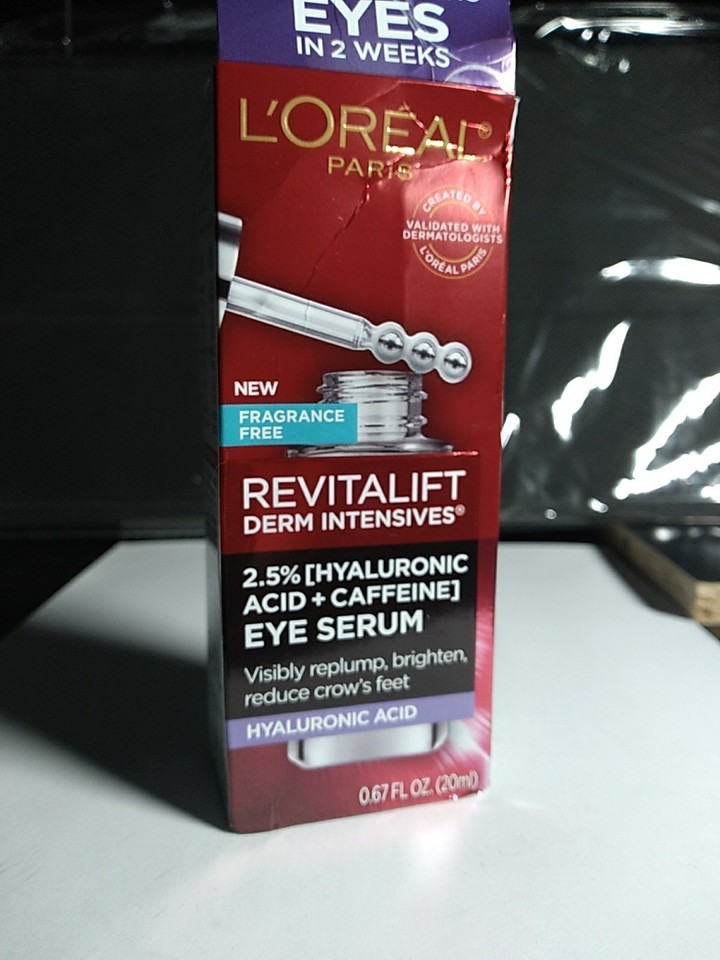 EYES
IN 2 WEEKS
L'ORÉAL®
PARIS
CREATED BY
VALIDATED WITH
DERMATOLOGISTS
L'ORÉAL PARIS
NEW
FRAGRANCE
FREE
REVITALIFT
DERM INTENSIVES®
2.5% [HYALURONIC
ACID + CAFFEINE]
EYE SERUM
Visibly replump, brighten,
reduce crow's feet
HYALURONIC ACID
0.67 FL OZ. (20ml)